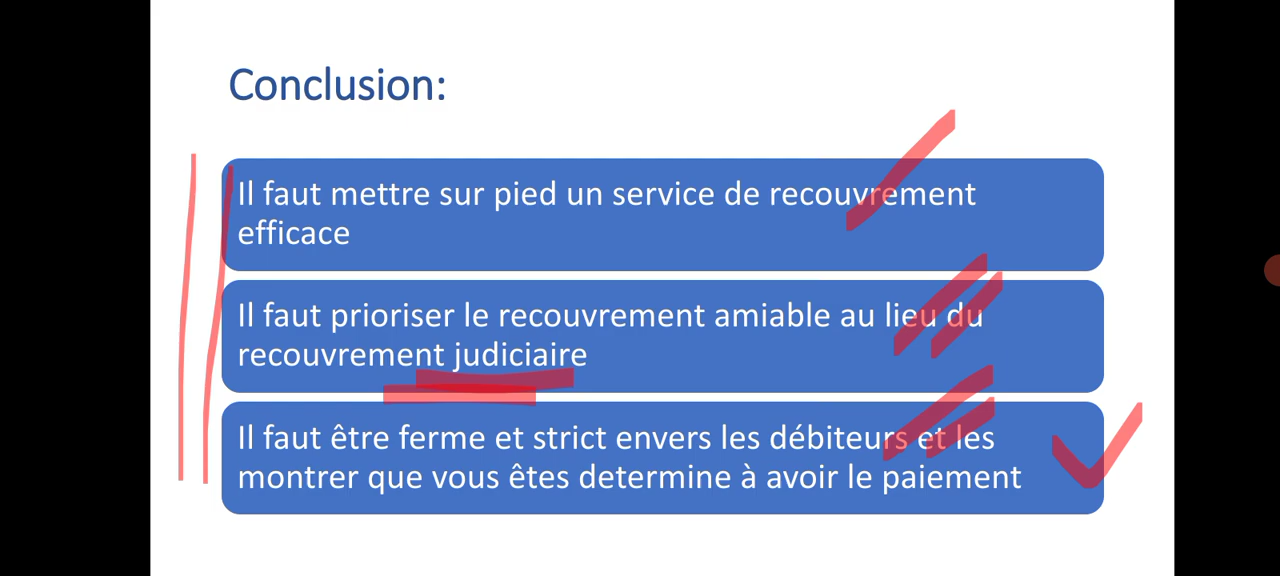 Conclusion:
Il faut mettre sur pied un service de recouvrement
efficace
Il faut prioriser le recouvrement amiable au lieu du
recouvrement judiciaire
Il faut être ferme et strict envers les débiteurs et les
montrer que vous êtes determine à avoir le paiement